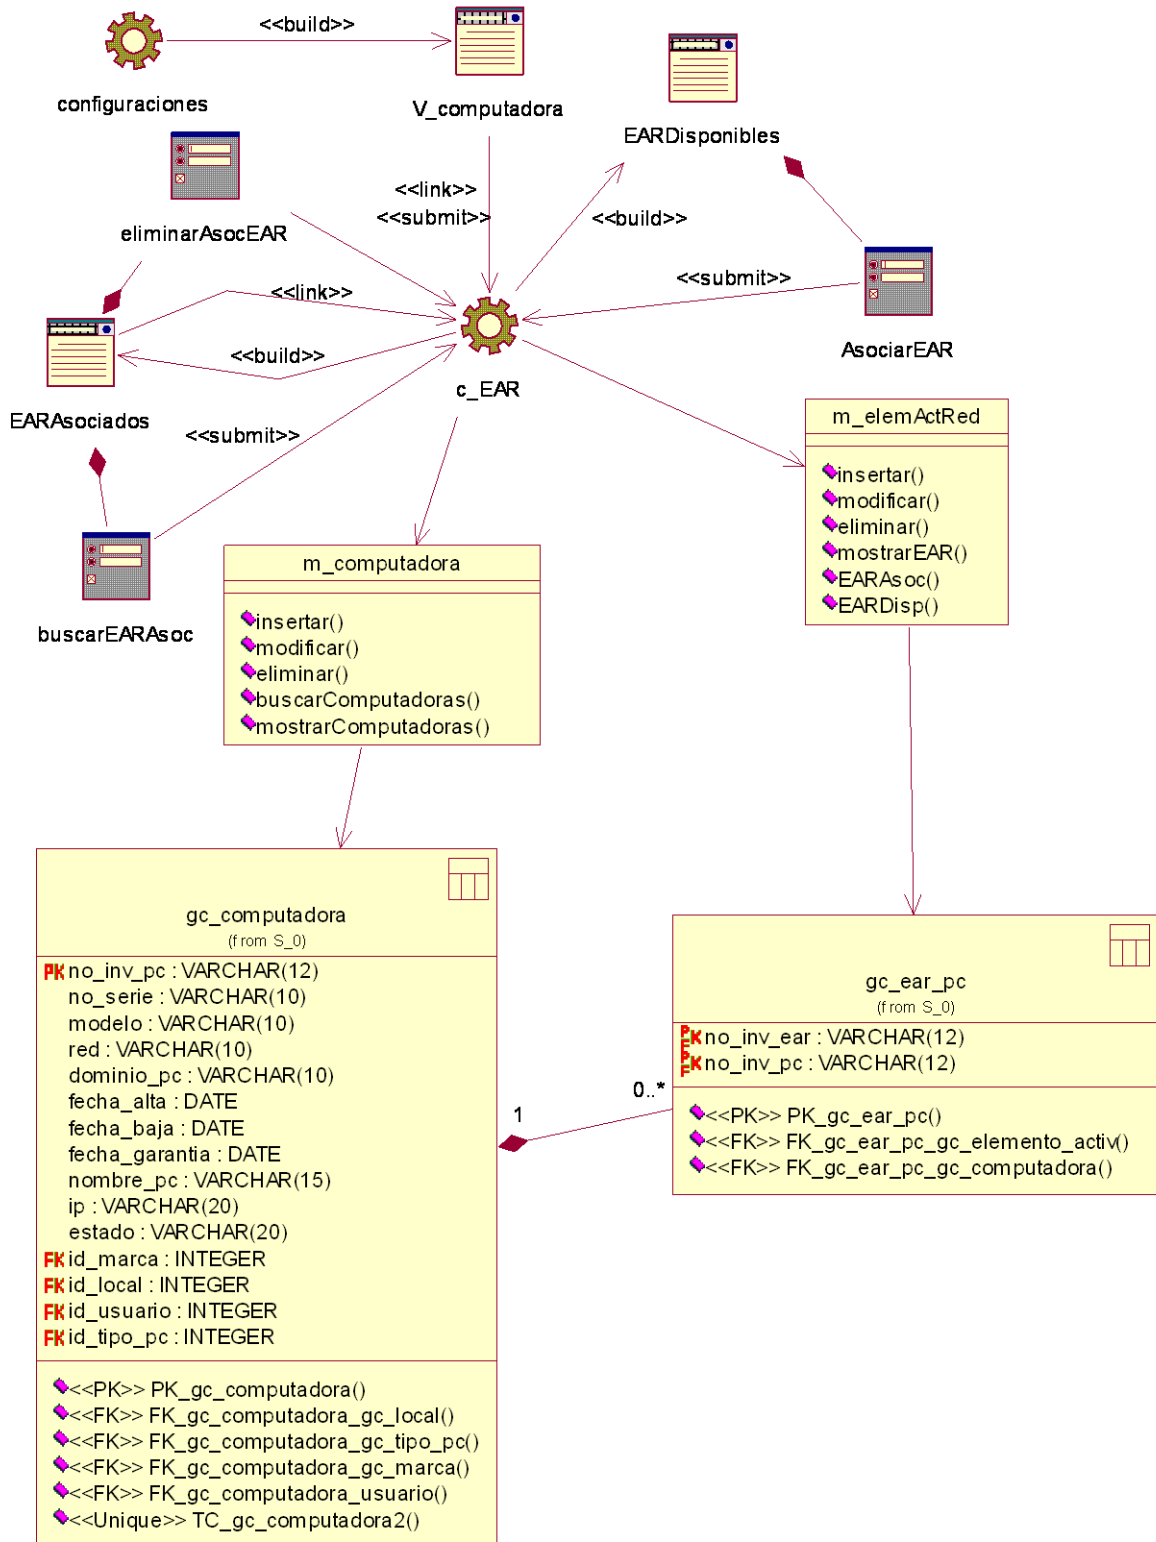 <<build>>
configuraciones
V_computadora
EARDisponibles
<<link>>
<<submit>>
<<build>>
eliminarAsocEAR
<<submit>>
<<link>>
<<build>>
AsociarEAR
c_EAR
EARAsociados
<<submit>>
buscarEARAsoc
m_elemActRed
insertar()
modificar()
eliminar()
mostrarEAR()
EARAsoc()
EARDisp()
m_computadora
insertar()
modificar()
eliminar()
buscarComputadoras()
mostrarComputadoras()
gc_computadora
(from S_0)
PK no_inv_pc : VARCHAR(12)
no_serie : VARCHAR(10)
modelo : VARCHAR(10)
red : VARCHAR(10)
dominio_pc : VARCHAR(10)
fecha_alta : DATE
fecha_baja : DATE
fecha_garantia : DATE
nombre_pc : VARCHAR(15)
ip : VARCHAR(20)
estado : VARCHAR(20)
FK id_marca : INTEGER
FK id_local : INTEGER
FK id_usuario : INTEGER
FK id_tipo_pc : INTEGER
<<PK>> PK_gc_computadora()
<<FK>> FK_gc_computadora_gc_local()
<<FK>> FK_gc_computadora_gc_tipo_pc()
<<FK>> FK_gc_computadora_gc_marca()
<<FK>> FK_gc_computadora_usuario()
<<Unique>> TC_gc_computadora2()
1
0..*
gc_ear_pc
(from S_0)
PFK no_inv_ear : VARCHAR(12)
PFK no_inv_pc : VARCHAR(12)
<<PK>> PK_gc_ear_pc()
<<FK>> FK_gc_ear_pc_gc_elemento_activ()
<<FK>> FK_gc_ear_pc_gc_computadora()